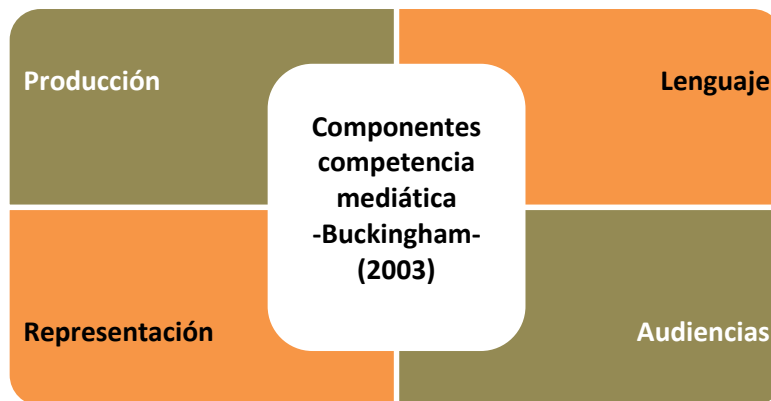 Producción
Lenguaje
Componentes
competencia
mediática
-Buckingham-
(2003)
Representación
Audiencias